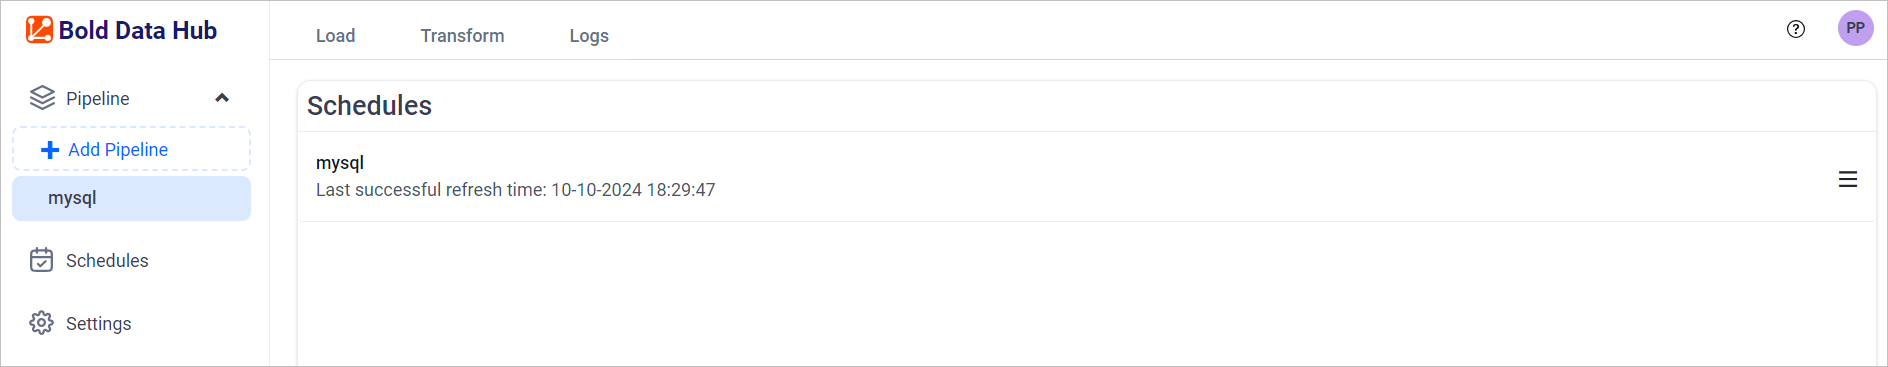 Bold Data Hub
Load
Transform
Logs
PP
Pipeline
Add Pipeline
mysql
Schedules
Settings
Schedules
mysql
Last successful refresh time: 10-10-2024 18:29:47